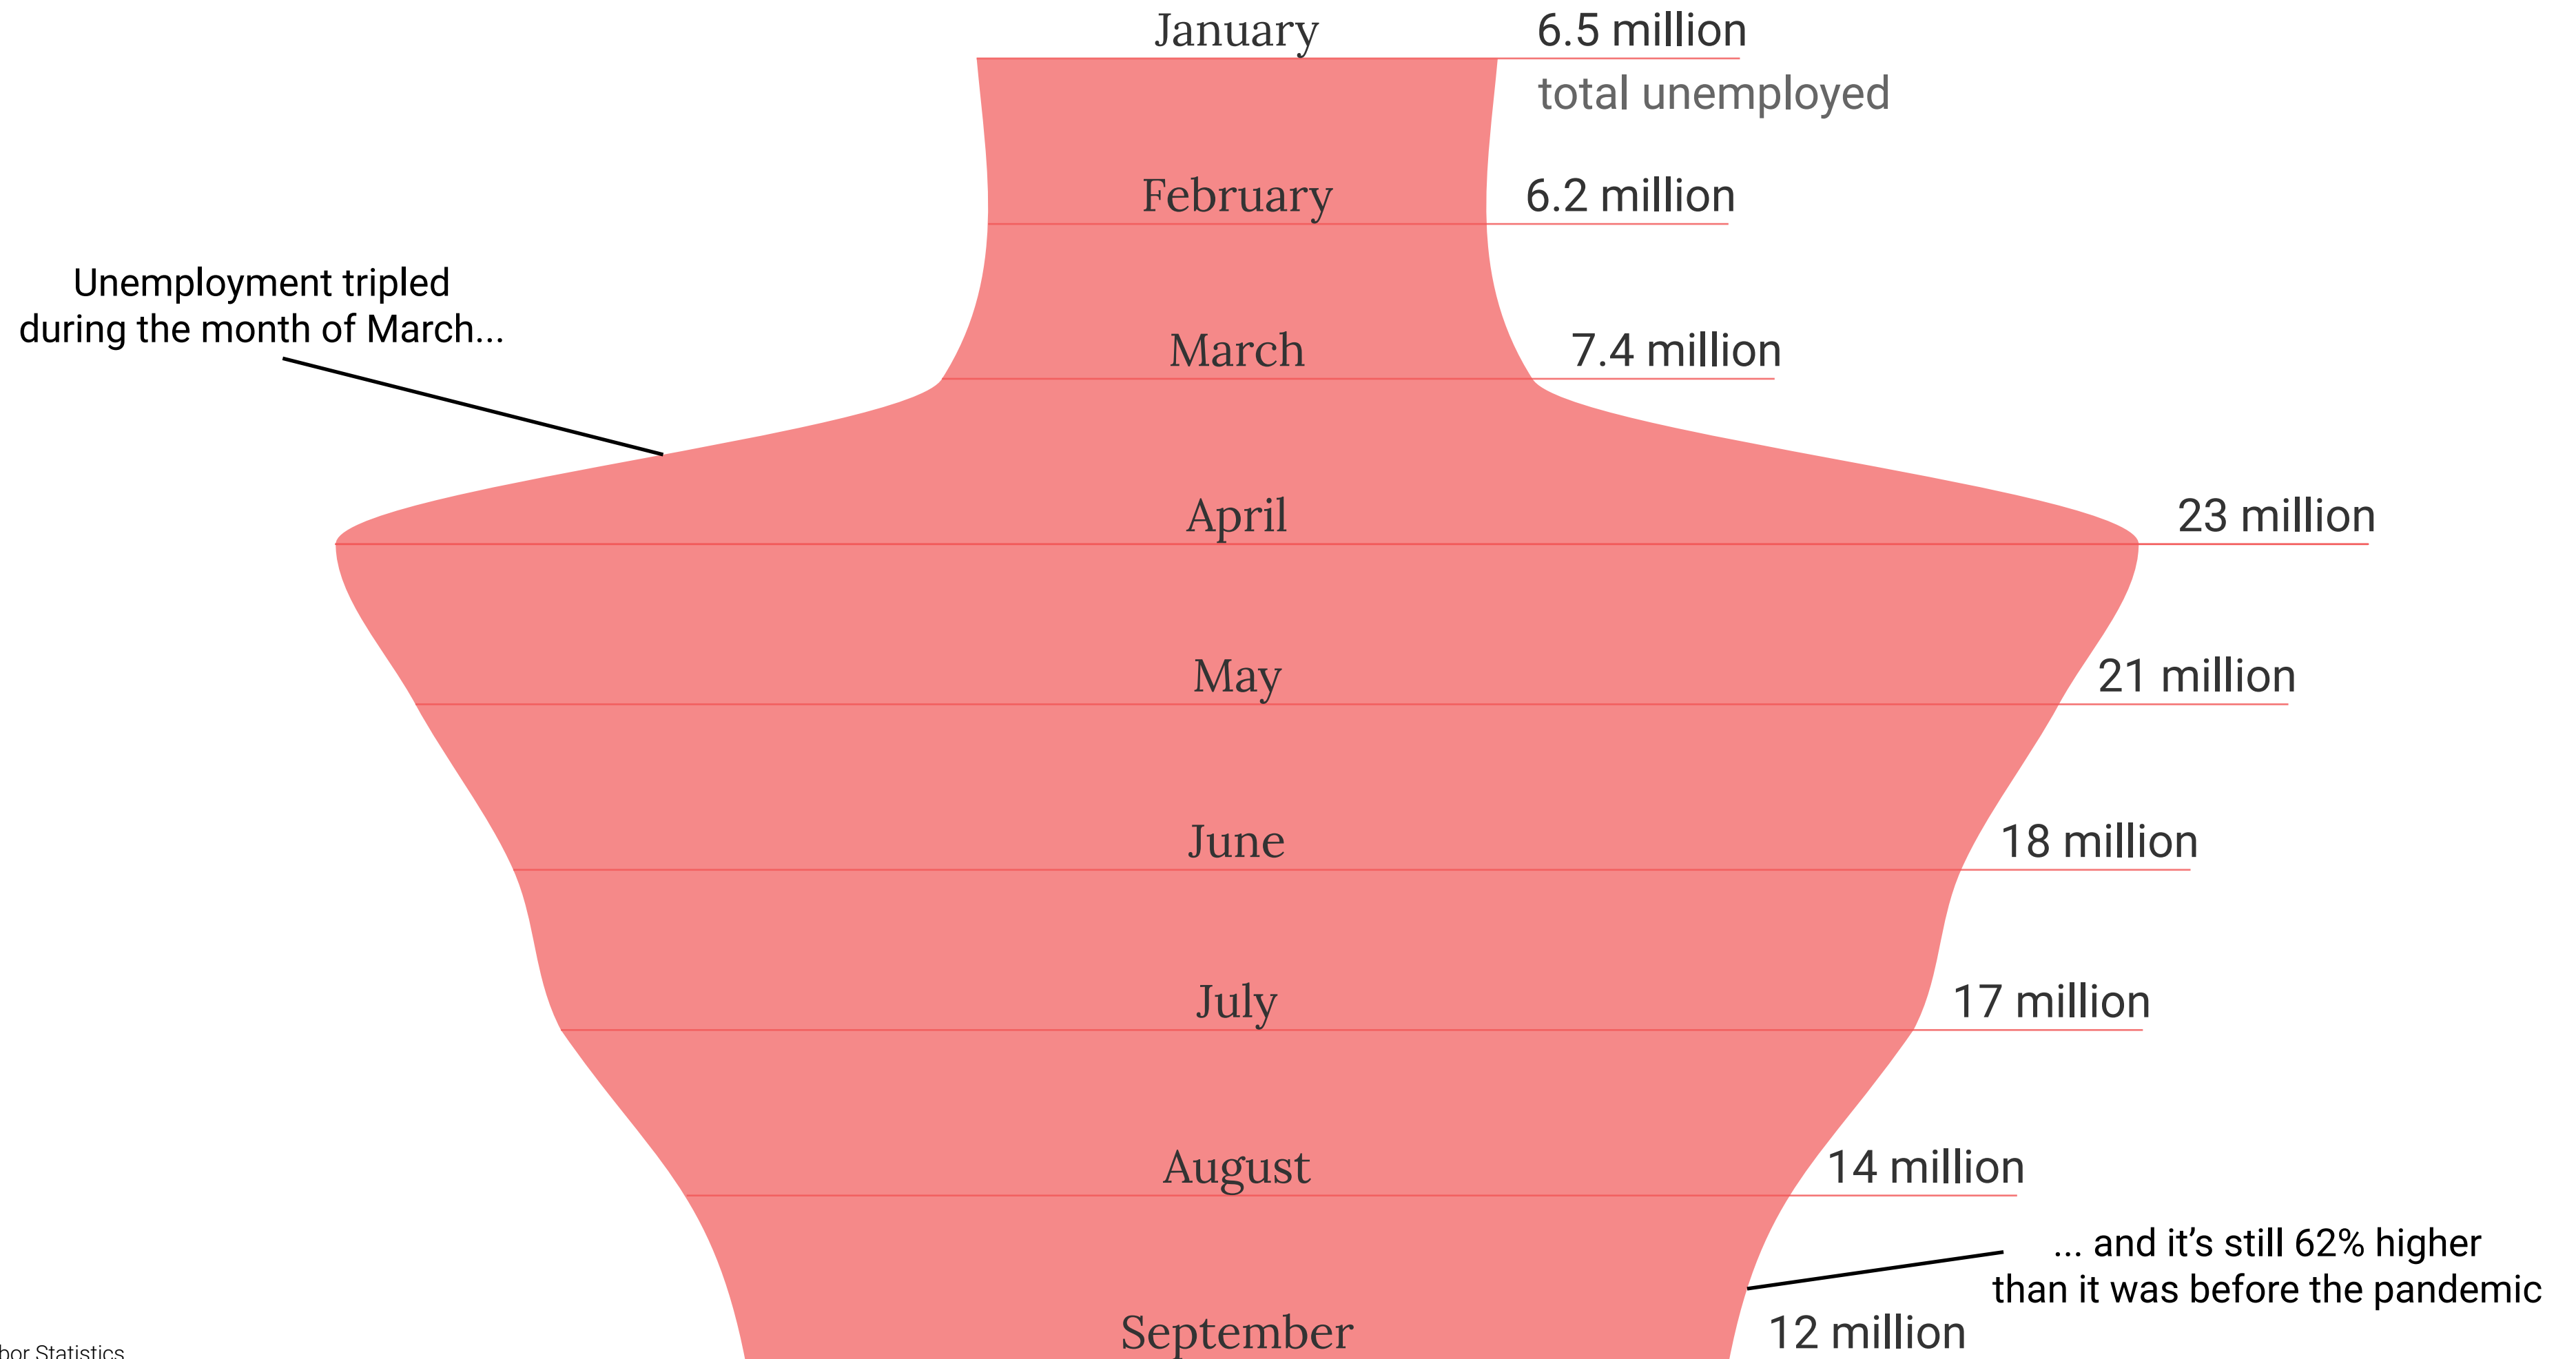 January 6.5 million
total unemployed
February 6.2 million
Unemployment tripled
during the month of March...
March 7.4 million
April 23 million
May 21 million
June 18 million
July 17 million
August 14 million
... and it’s still 62% higher
than it was before the pandemic
September 12 million
Statistics